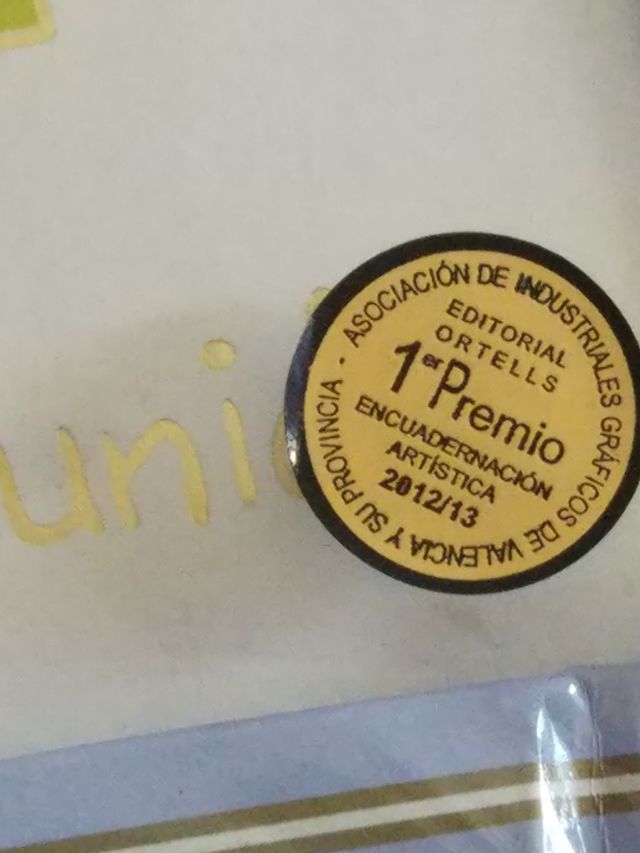 uni
ASOCIACIÓN DE INDUSTRIALES GRÁFICOS DE VALENCIA Y SU PROVINCIA -
EDITORIAL
ORTELLS
1er Premio
ENCUADERNACIÓN
ARTÍSTICA
2012/13